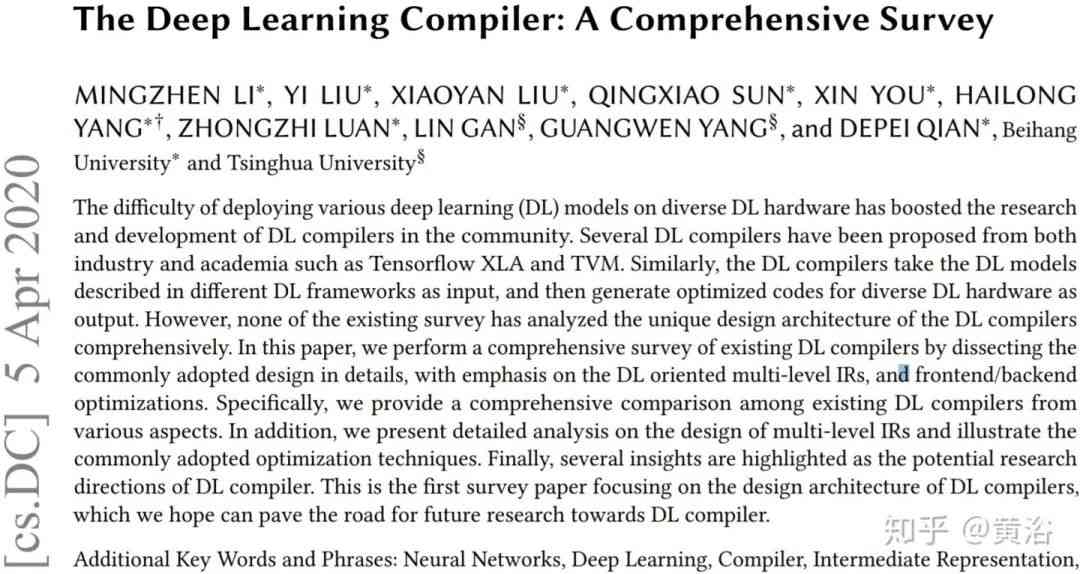 The Deep Learning Compiler: A Comprehensive Survey
MINGZHEN LI*, YI LIU*, XIAOYAN LIU*, QINGXIAO SUN*, XIN YOU*, HAILONG
YANG*†, ZHONGZHI LUAN*, LIN GAN§, GUANGWEN YANG§, and DEPEI QIAN*, Beihang
University* and Tsinghua University§
The difficulty of deploying various deep learning (DL) models on diverse DL hardware has boosted the research
and development of DL compilers in the community. Several DL compilers have been proposed from both
industry and academia such as Tensorflow XLA and TVM. Similarly, the DL compilers take the DL models
described in different DL frameworks as input, and then generate optimized codes for diverse DL hardware as
output. However, none of the existing survey has analyzed the unique design architecture of the DL compilers
comprehensively. In this paper, we perform a comprehensive survey of existing DL compilers by dissecting the
commonly adopted design in details, with emphasis on the DL oriented multi-level IRs, and frontend/backend
optimizations. Specifically, we provide a comprehensive comparison among existing DL compilers from
various aspects. In addition, we present detailed analysis on the design of multi-level IRs and illustrate the
commonly adopted optimization techniques. Finally, several insights are highlighted as the potential research
directions of DL compiler. This is the first survey paper focusing on the design architecture of DL compilers,
which we hope can pave the road for future research towards DL compiler.
Additional Key Words and Phrases: Neural Networks, Deep Learning, Compiler, Intermediate Representation,
[cs.DC] 5 Apr 2020
知乎 @黄浴